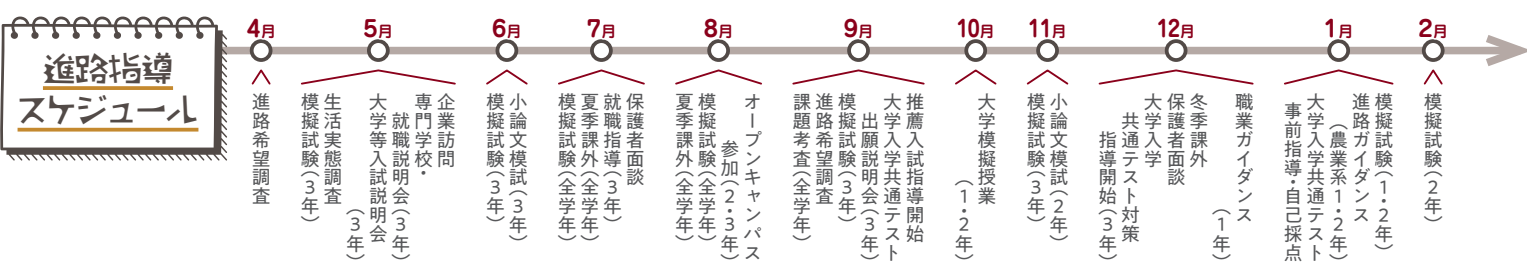 進路指導
スケジュール
4月
進路希望調査
5月
企業訪問
専門学校・
就職説明会(3年)
大学等入試説明会
(3年)
生活実態調査
模擬試験(3年)
6月
小論文模試(3年)
模擬試験(3年)
7月
保護者面談
就職指導(3年)
夏季課外(全学年)
模擬試験(全学年)
8月
オープンキャンパス
参加(2・3年)
模擬試験(全学年)
夏季課外(全学年)
9月
推薦入試指導開始
大学入学共通テスト
出願説明会(3年)
模擬試験(3年)
進路希望調査
課題考査(全学年)
10月
大学模擬授業
(1・2年)
11月
小論文模試(2年)
模擬試験(3年)
12月
職業ガイダンス
(1年)
冬季課外
保護者面談
大学入学
共通テスト対策
指導開始(3年)
1月
模擬試験(1・2年)
進路ガイダンス
(農業系1・2年)
大学入学共通テスト
事前指導・自己採点
2月
模擬試験(2年)